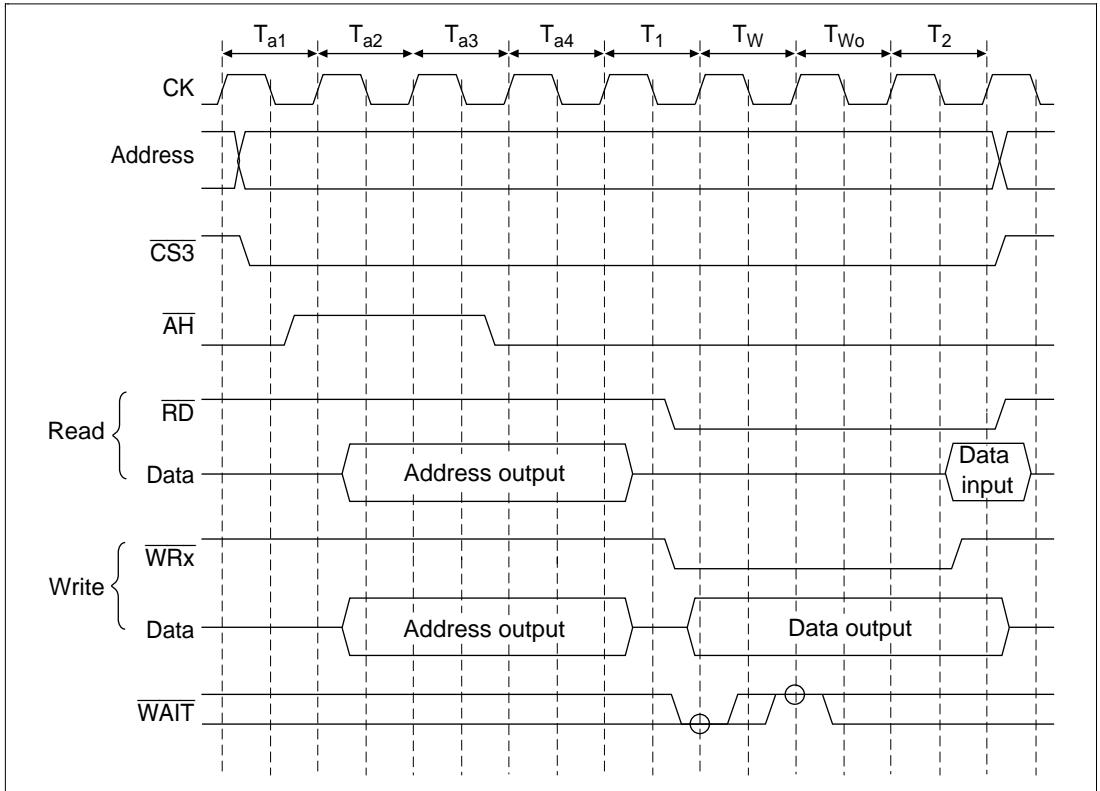 Ta1 Ta2 Ta3 Ta4 T1 TW TWo T2
CK
Address
CS3
AH
RD
Read
Data Address output Data
input
WRx
Write
Data Address output Data output
WAIT